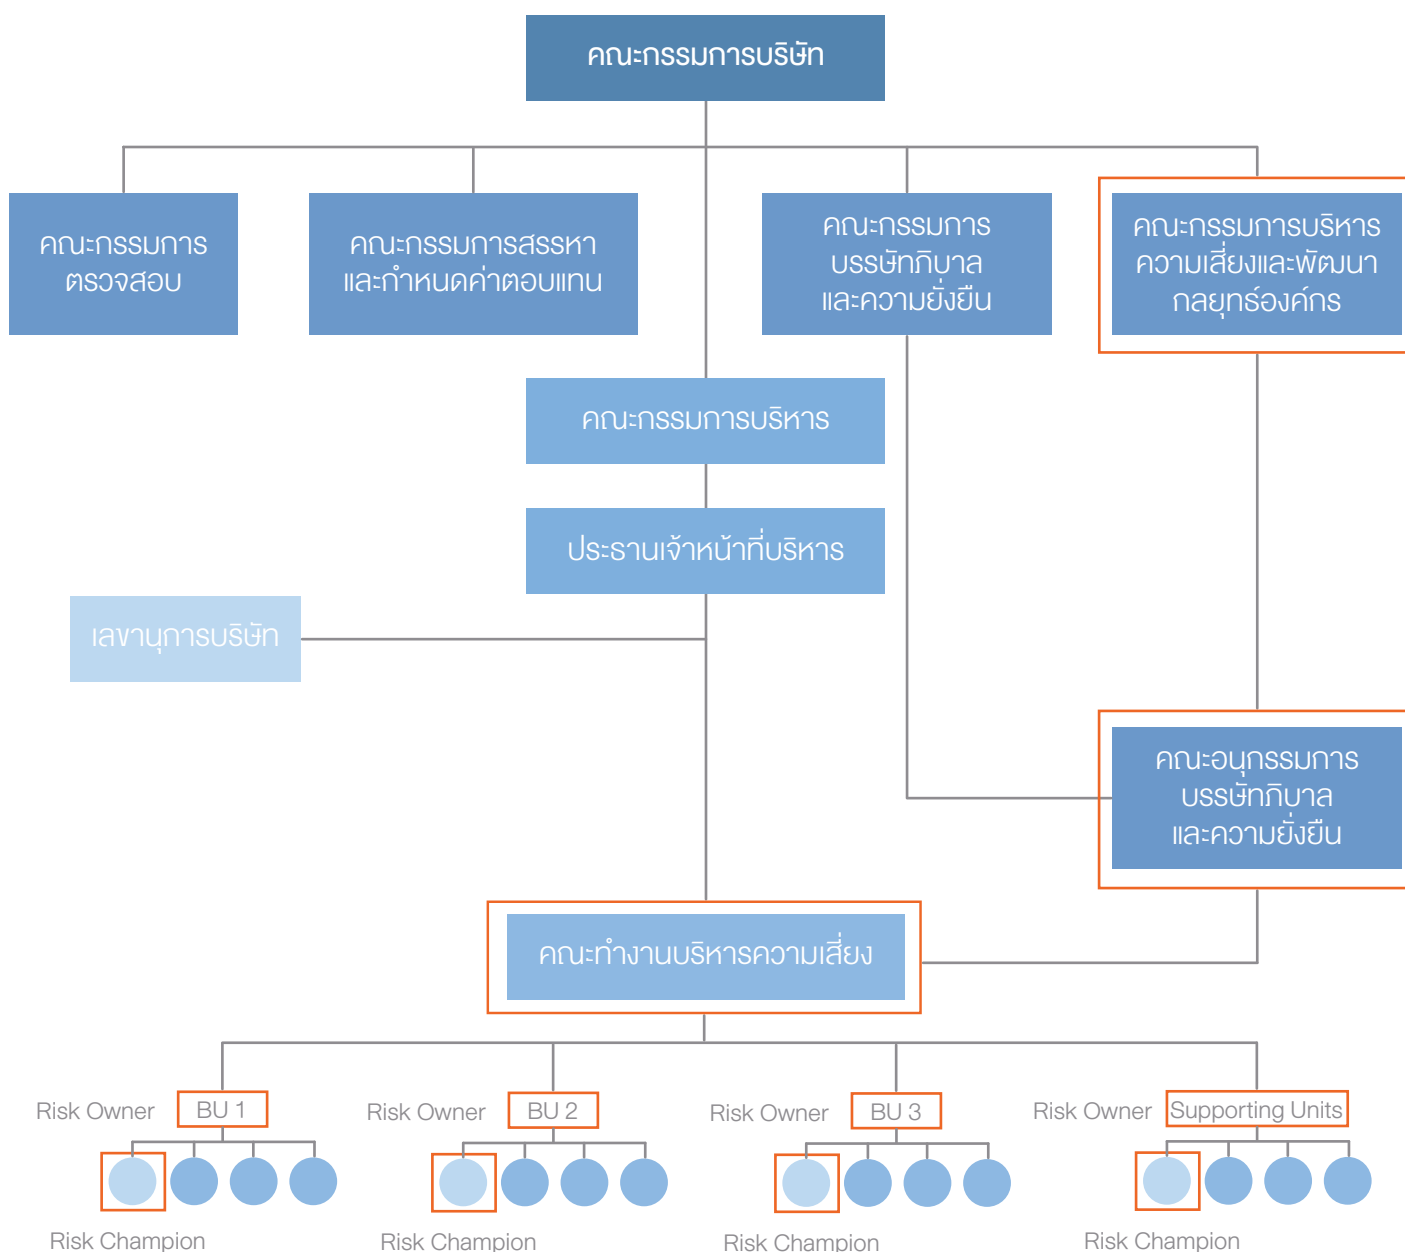 คณะกรรมการบริษัท
คณะกรรมการ
ตรวจสอบ
คณะกรรมการสรรหา
และกำหนดค่าตอบแทน
คณะกรรมการ
บรรษัทภิบาล
และความยั่งยืน
คณะกรรมการบริหาร
ความเสี่ยงและพัฒนา
กลยุทธ์องค์กร
คณะกรรมการบริหาร
ประธานเจ้าหน้าที่บริหาร
เลขานุการบริษัท
คณะอนุกรรมการ
บรรษัทภิบาล
และความยั่งยืน
คณะทำงานบริหารความเสี่ยง
Risk Owner
BU 1
Risk Owner
BU 2
Risk Owner
BU 3
Risk Owner
Supporting Units
Risk Champion
Risk Champion
Risk Champion
Risk Champion